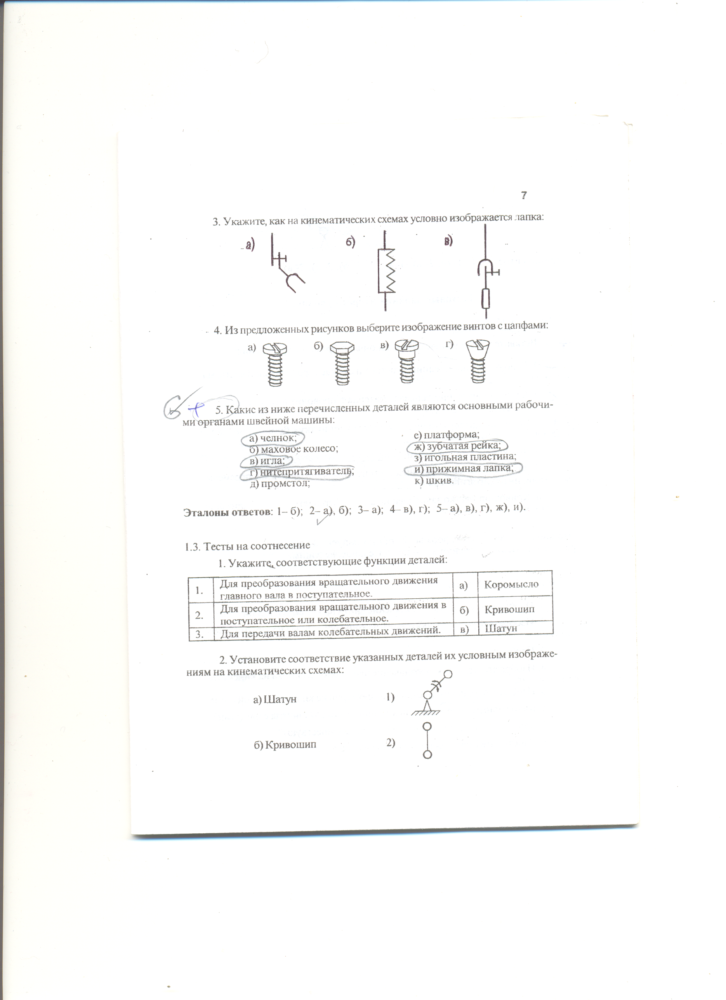 7
3. Укажите, как на кинематических схемах условно изображается лапка:
а) б) в)
4. Из предложенных рисунков выберите изображение винтов с цапфами:
а) б) в) г)
5. Какие из ниже перечисленных деталей являются основными рабочи-
ми органами швейной машины:
а) челнок;
б) маховое колесо;
в) игла;
г) нитепритягиватель;
д) промстол;
е) платформа;
ж) зубчатая рейка;
з) игольная пластина;
и) прижимная лапка;
к) шкив.
Эталоны ответов: 1– б); 2– а), б); 3– а); 4– в), г); 5– а), в), г), ж), и).
1.3. Тесты на соотнесение
1. Укажите, соответствующие функции деталей:
1. Для преобразования вращательного движения
главного вала в поступательное. а) Коромысло
2. Для преобразования вращательного движения в
поступательное или колебательное. б) Кривошип
3. Для передачи валам колебательных движений. в) Шатун
2. Установите соответствие указанных деталей их условным изображе-
ниям на кинематических схемах:
а) Шатун 1)
б) Кривошип 2)